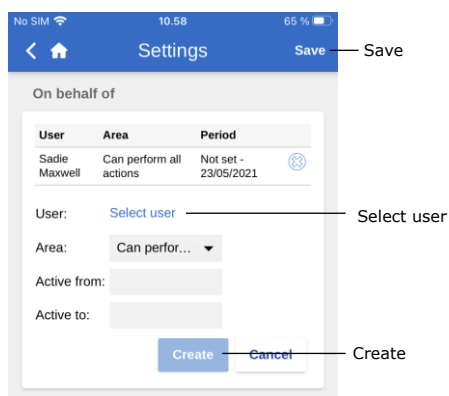 No SIM 10.58 65 %
Settings Save Save
On behalf of
User Area Period
Sadie Can perform all Not set -
Maxwell actions 23/05/2021
User: Select user Select user
Area: Can perfor...
Active from:
Active to:
Create Cancel Create